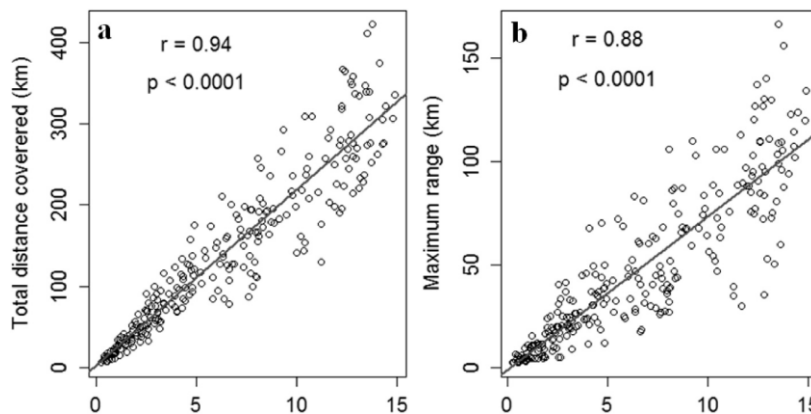 a
r = 0.94
p < 0.0001
Total distance coverered (km)
0 100 200 300 400
0 5 10 15
b
r = 0.88
p < 0.0001
Maximum range (km)
0 50 100 150
0 5 10 15